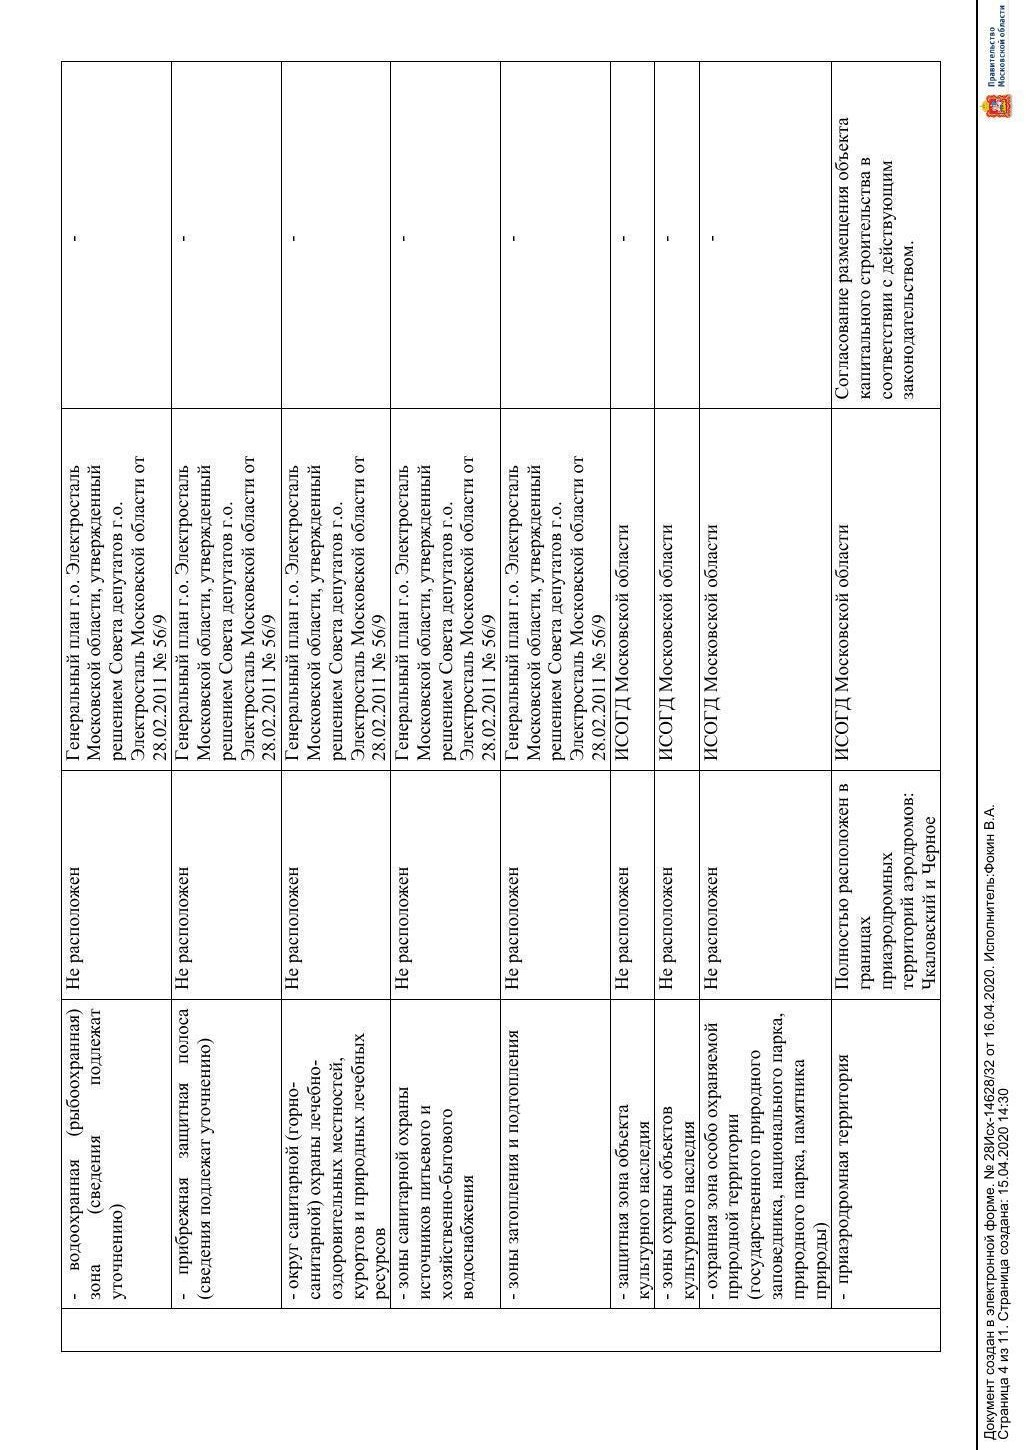 - водоохранная (рыбоохранная)
зона (сведения подлежат
уточнению)
Не расположен
Генеральный план г.о. Электросталь
Московской области, утвержденный
решением Совета депутатов г.о.
Электросталь Московской области от
28.02.2011 № 56/9
-
- прибрежная защитная полоса
(сведения подлежат уточнению)
Не расположен
Генеральный план г.о. Электросталь
Московской области, утвержденный
решением Совета депутатов г.о.
Электросталь Московской области от
28.02.2011 № 56/9
-
- округ санитарной (горно-
санитарной) охраны лечебно-
оздоровительных местностей,
курортов и природных лечебных
ресурсов
Не расположен
Генеральный план г.о. Электросталь
Московской области, утвержденный
решением Совета депутатов г.о.
Электросталь Московской области от
28.02.2011 № 56/9
-
- зоны санитарной охраны
источников питьевого и
хозяйственно-бытового
водоснабжения
Не расположен
Генеральный план г.о. Электросталь
Московской области, утвержденный
решением Совета депутатов г.о.
Электросталь Московской области от
28.02.2011 № 56/9
-
- зоны затопления и подтопления
Не расположен
Генеральный план г.о. Электросталь
Московской области, утвержденный
решением Совета депутатов г.о.
Электросталь Московской области от
28.02.2011 № 56/9
-
- защитная зона объекта
культурного наследия
Не расположен
ИСОГД Московской области
-
- зоны охраны объектов
культурного наследия
Не расположен
ИСОГД Московской области
-
- охранная зона особо охраняемой
природной территории
(государственного природного
заповедника, национального парка,
природного парка, памятника
природы)
Не расположен
ИСОГД Московской области
-
- приаэродромная территория
Полностью расположен в
границах
приаэродромных
территорий аэродромов:
Чкаловский и Черное
ИСОГД Московской области
Согласование размещения объекта
капитального строительства в
соответствии с действующим
законодательством.
Документ создан в электронной форме. № 28Исх-14628/32 от 16.04.2020. Исполнитель:Фокин В.А.
Страница 4 из 11. Страница создана: 15.04.2020 14:30
Правительство
Московской области